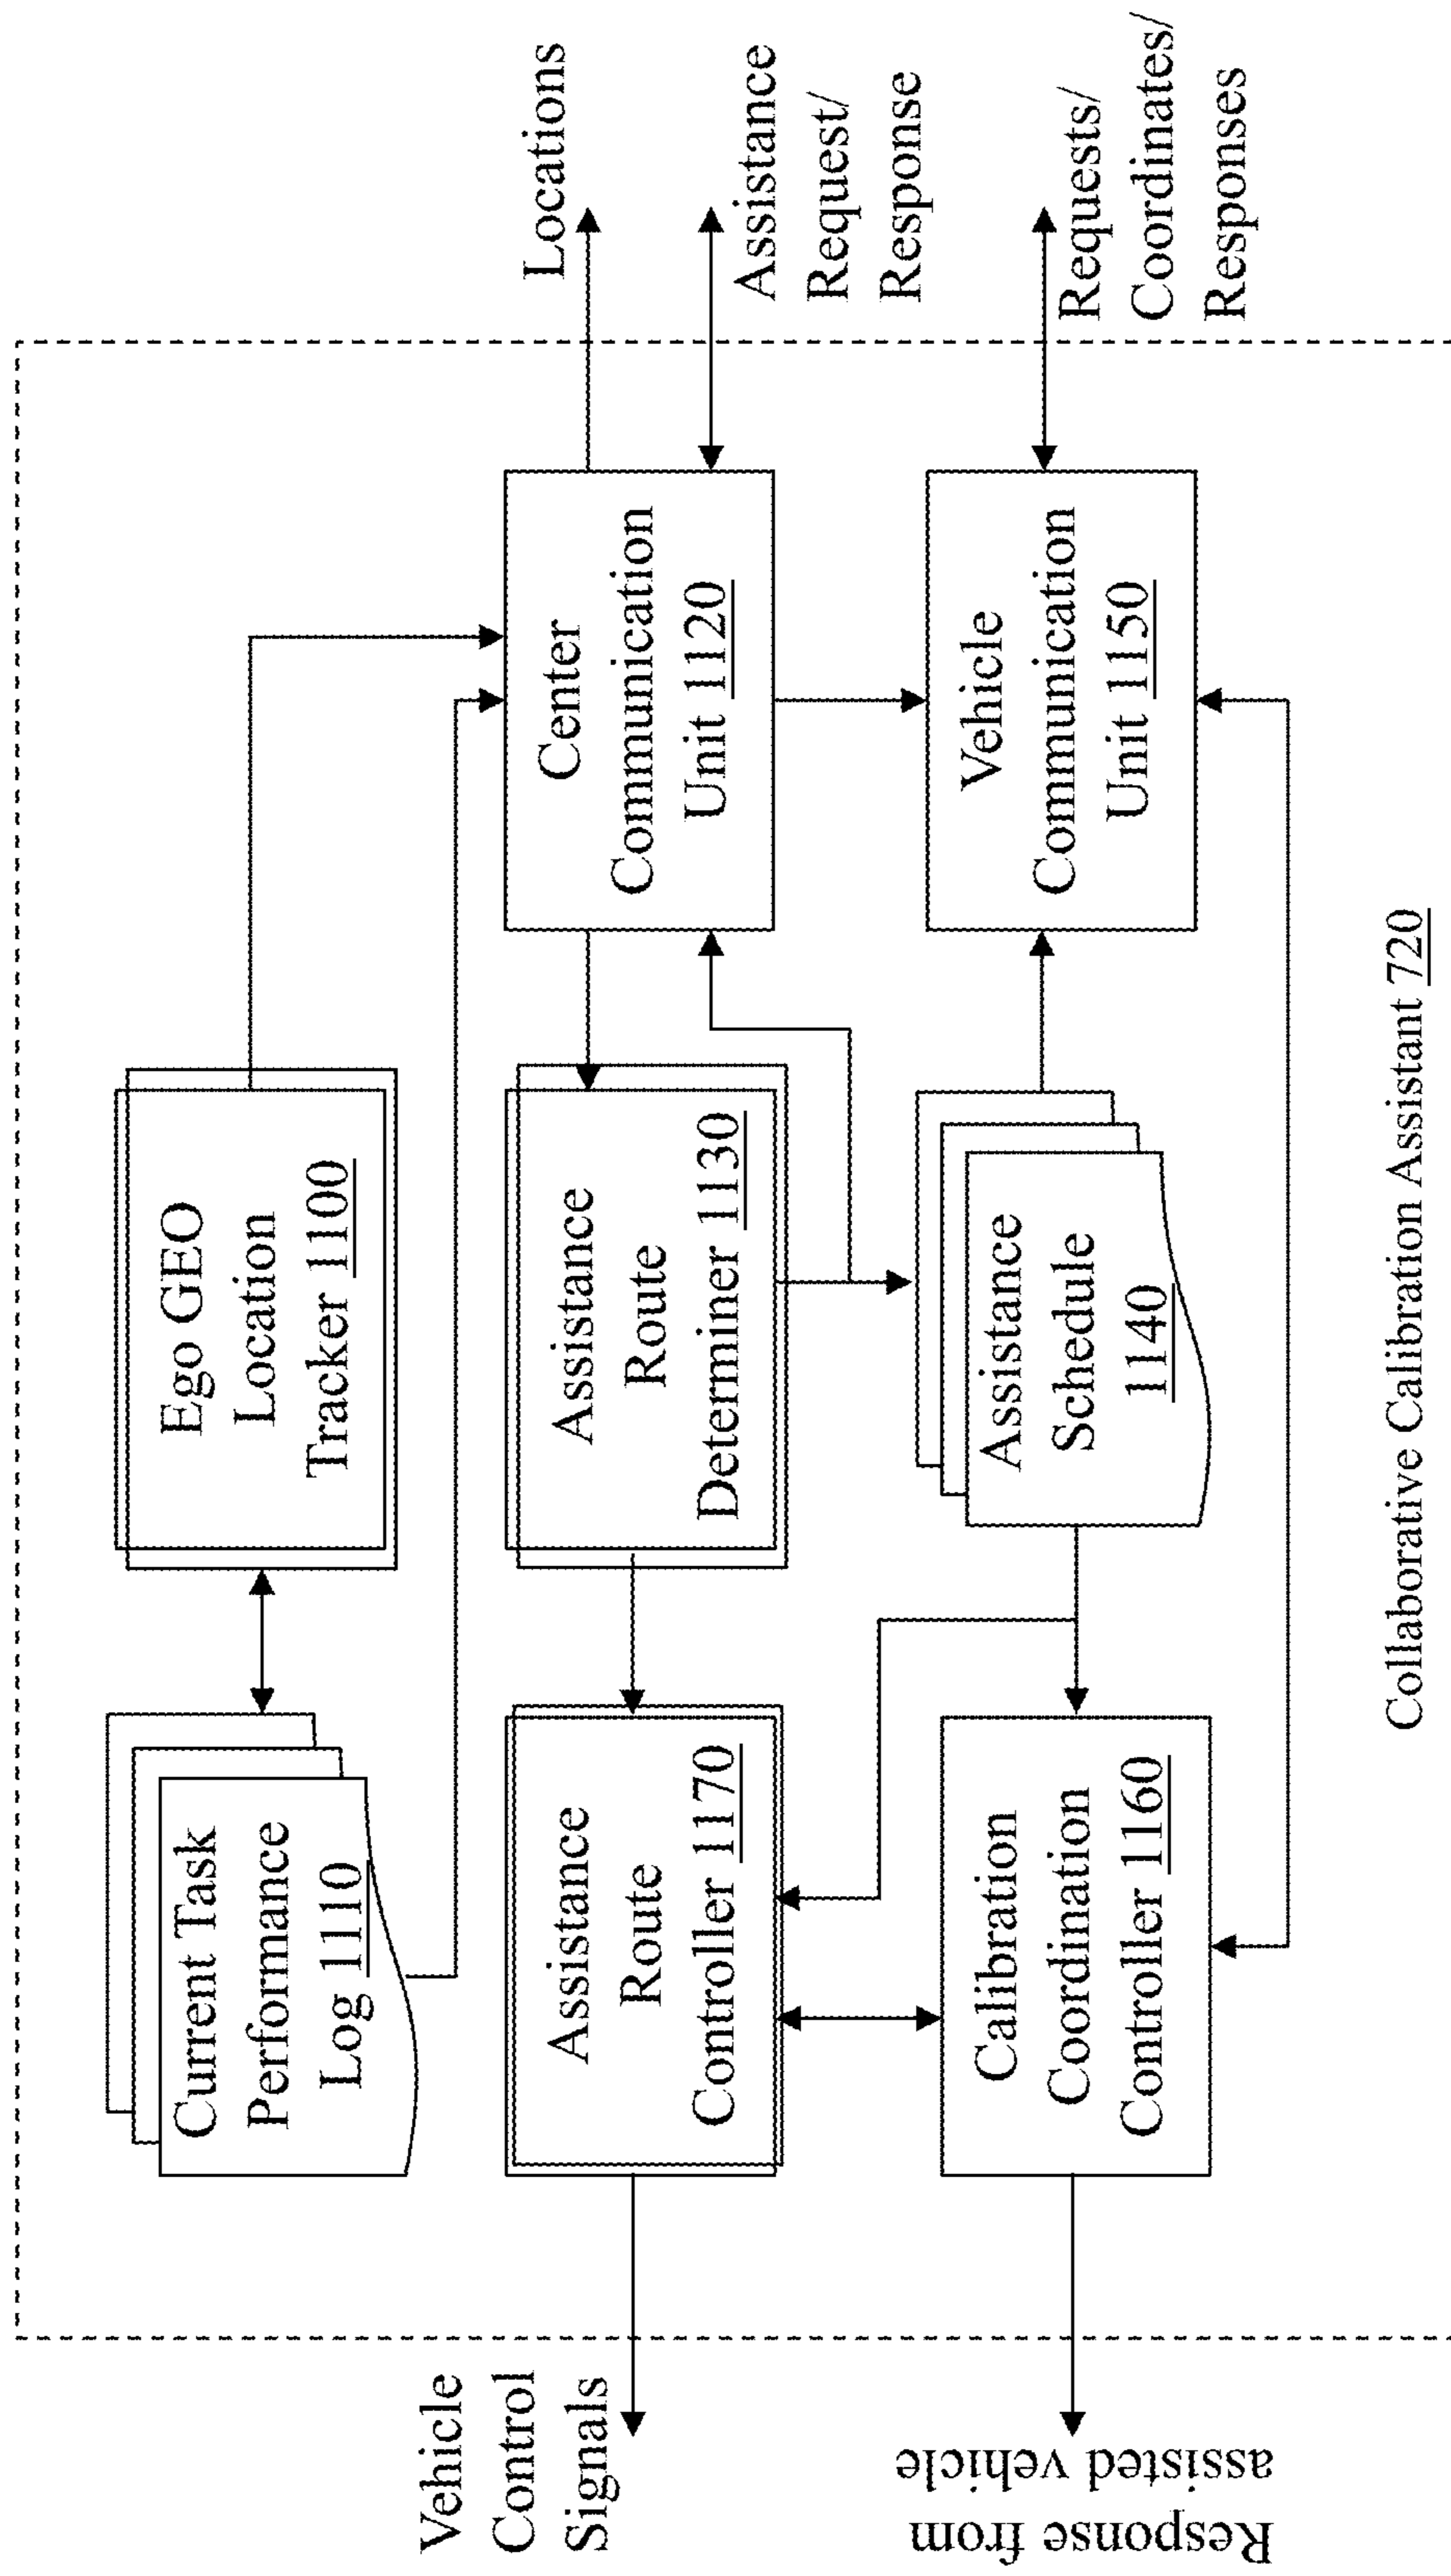 Current Task
Performance
Log 1110
Ego GEO
Location
Tracker 1100
Locations
Vehicle
Control
Signals
Assistance
Route
Controller 1170
Assistance
Route
Determiner 1130
Center
Communication
Unit 1120
Assistance
Request/
Response
Response from
assisted vehicle
Calibration
Coordination
Controller 1160
Assistance
Schedule
1140
Vehicle
Communication
Unit 1150
Requests/
Coordinates/
Responses
Collaborative Calibration Assistant 720